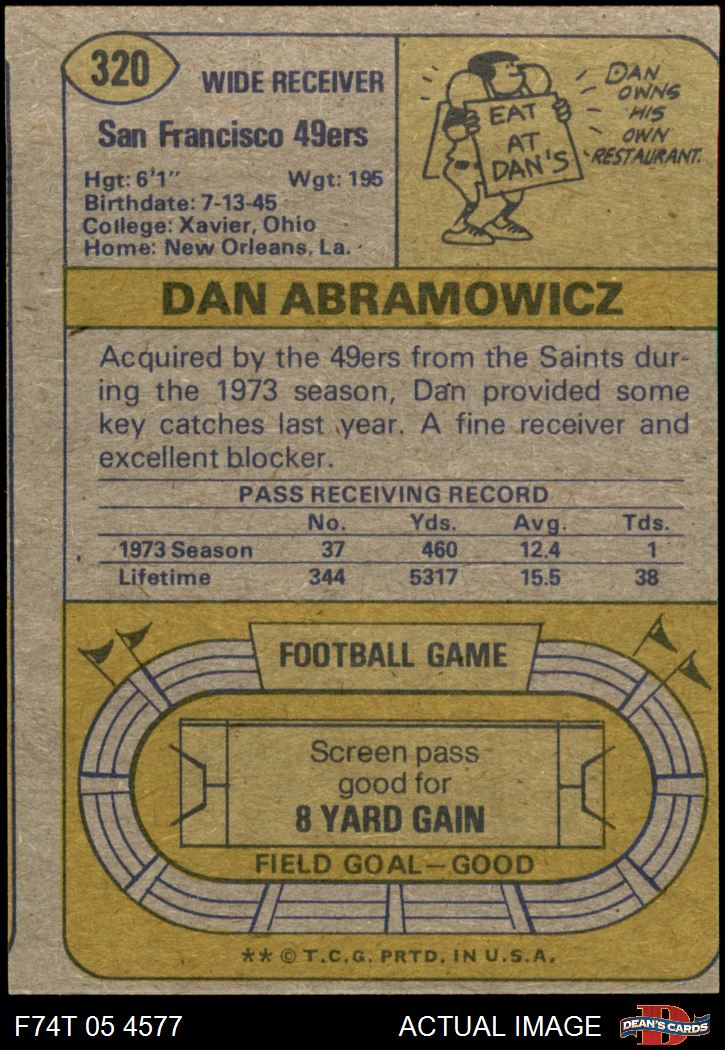 320
WIDE RECEIVER
San Francisco 49ers
Hgt: 6'1" Wgt: 195
Birthdate: 7-13-45
College: Xavier, Ohio
Home: New Orleans, La.
EAT
AT
DAN'S
DAN
OWNS
HIS
OWN
RESTAURANT.
DAN ABRAMOWICZ
Acquired by the 49ers from the Saints dur-
ing the 1973 season, Dan provided some
key catches last year. A fine receiver and
excellent blocker.
PASS RECEIVING RECORD
No. Yds. Avg. Tds.
1973 Season 37 460 12.4 1
Lifetime 344 5317 15.5 38
FOOTBALL GAME
Screen pass
good for
8 YARD GAIN
FIELD GOAL—GOOD
** © T.C.G. PRTD. IN U.S.A.
F74T 05 4577 ACTUAL IMAGE
DEAN'S CARDS